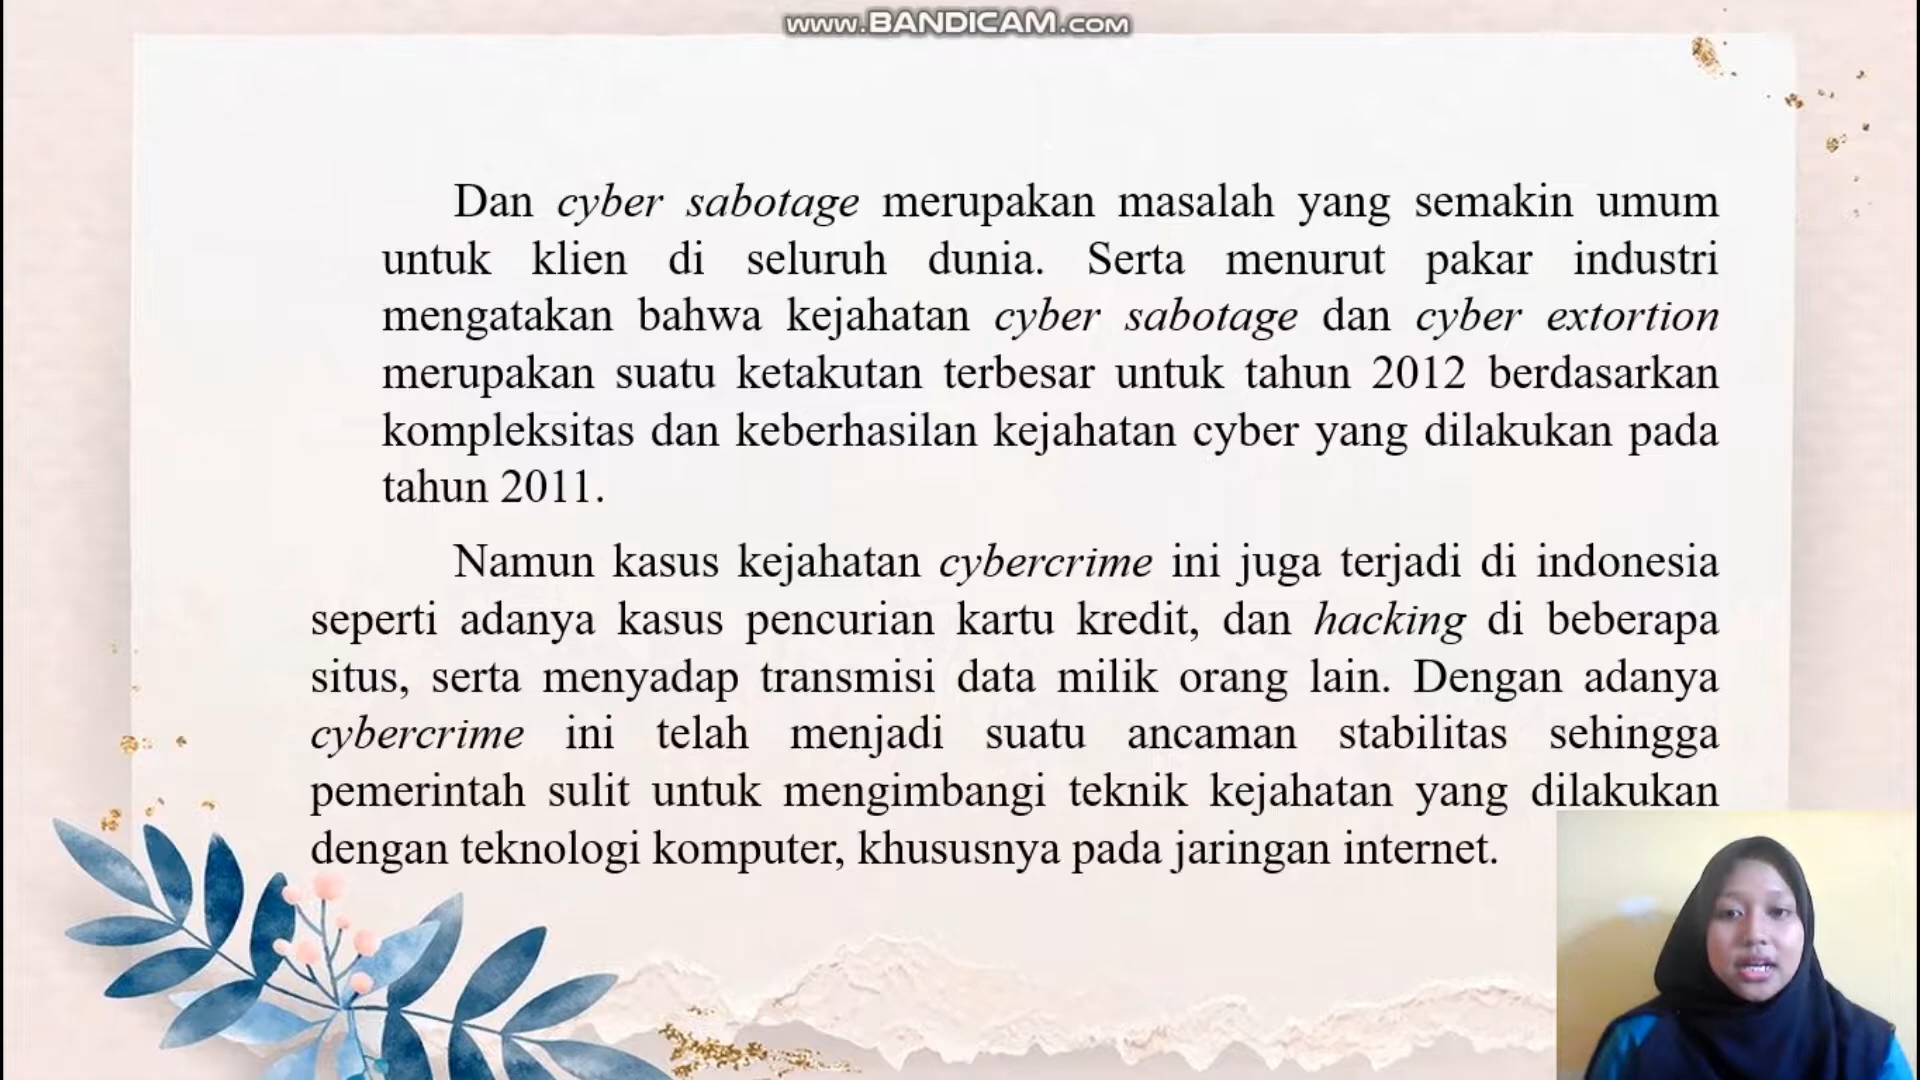 www.BANDICAM.com
Dan cyber sabotage merupakan masalah yang semakin umum
untuk klien di seluruh dunia. Serta menurut pakar industri
mengatakan bahwa kejahatan cyber sabotage dan cyber extortion
merupakan suatu ketakutan terbesar untuk tahun 2012 berdasarkan
kompleksitas dan keberhasilan kejahatan cyber yang dilakukan pada
tahun 2011.
Namun kasus kejahatan cybercrime ini juga terjadi di indonesia
seperti adanya kasus pencurian kartu kredit, dan hacking di beberapa
situs, serta menyadap transmisi data milik orang lain. Dengan adanya
cybercrime ini telah menjadi suatu ancaman stabilitas sehingga
pemerintah sulit untuk mengimbangi teknik kejahatan yang dilakukan
dengan teknologi komputer, khususnya pada jaringan internet.